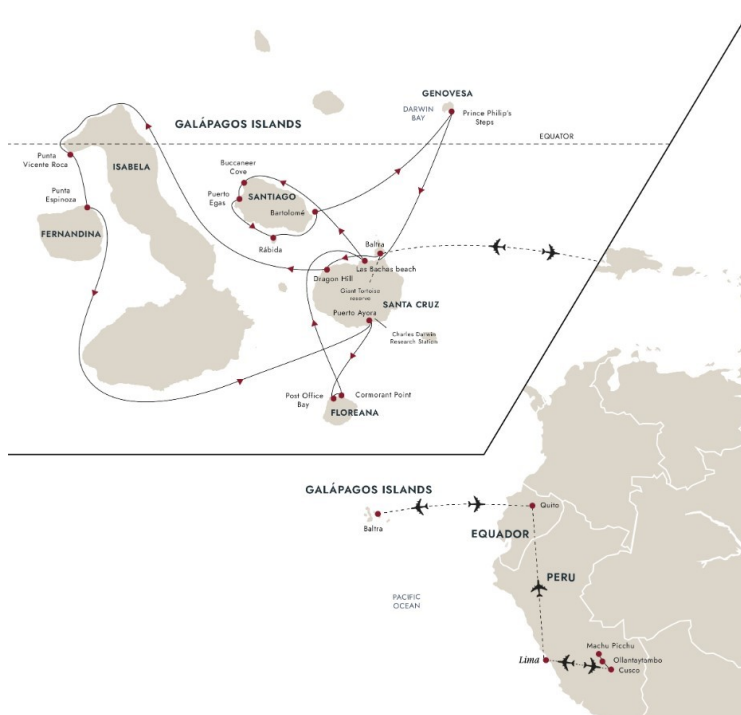 GENOVESA
DARWIN
BAY
Prince Philip's
Steps
GALÁPAGOS ISLANDS
EQUATOR
Punta
Vicente Roca
ISABELA
Buccaneer
Cove
Punta
Espinoza
Puerto
Egas
SANTIAGO
Bartolomé
FERNANDINA
Rábida
Baltra
Las Bachas beach
Dragon Hill
Giant Tortoise
reserve
SANTA CRUZ
Puerto Ayora
Charles Darwin
Research Station
Post Office
Bay
Cormorant Point
FLOREANA
GALÁPAGOS ISLANDS
Baltra
Quito
EQUADOR
PERU
PACIFIC
OCEAN
Machu Picchu
Lima
Ollantaytambo
Cusco